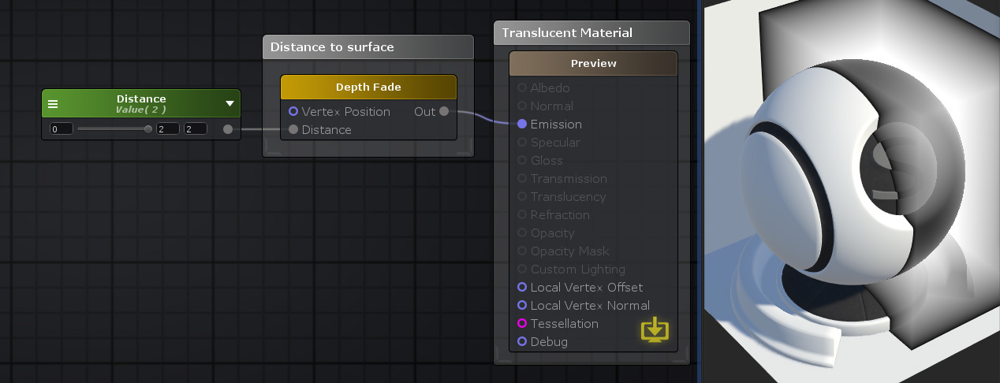 Distance
Value( 2 )
0
2
2
Distance to surface
Depth Fade
Vertex Position
Out
Distance
Translucent Material
Preview
Albedo
Normal
Emission
Specular
Gloss
Transmission
Translucency
Refraction
Opacity
Opacity Mask
Custom Lighting
Local Vertex Offset
Local Vertex Normal
Tessellation
Debug